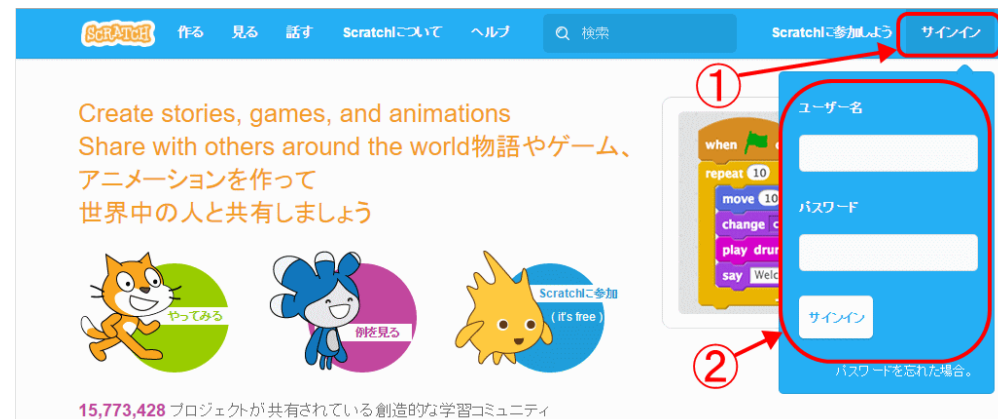 SCRATCH 作る 見る 話す Scratchについて ヘルプ 検索 Scratchに参加しよう サインイン
①
ユーザー名
Create stories, games, and animations
Share with others around the world物語やゲーム、
アニメーションを作って
世界中の人と共有しましょう
when
repeat 10
move 10
change
play drum
say Welc
パスワード
サインイン
②
パスワードを忘れた場合。
やってみる
例を見る
Scratchに参加
( it's free )
15,773,428 プロジェクトが共有されている創造的な学習コミュニティ